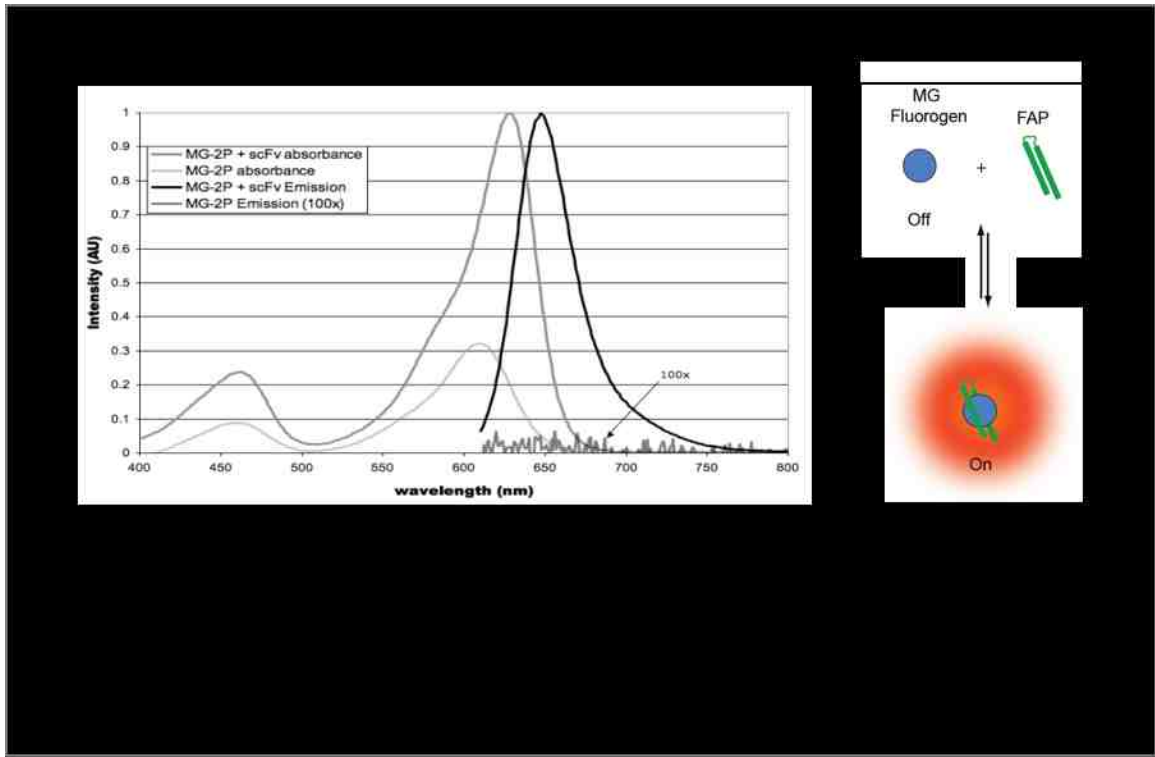 1
0.9
0.8
0.7
0.6
0.5
0.4
0.3
0.2
0.1
0
Intensity (AU)
MG-2P + scFv absorbance
MG-2P absorbance
MG-2P + scFv Emission
MG-2P Emission (100x)
100x
400 450 500 550 600 650 700 750 800
wavelength (nm)
MG
Fluorogen FAP
+
Off
On